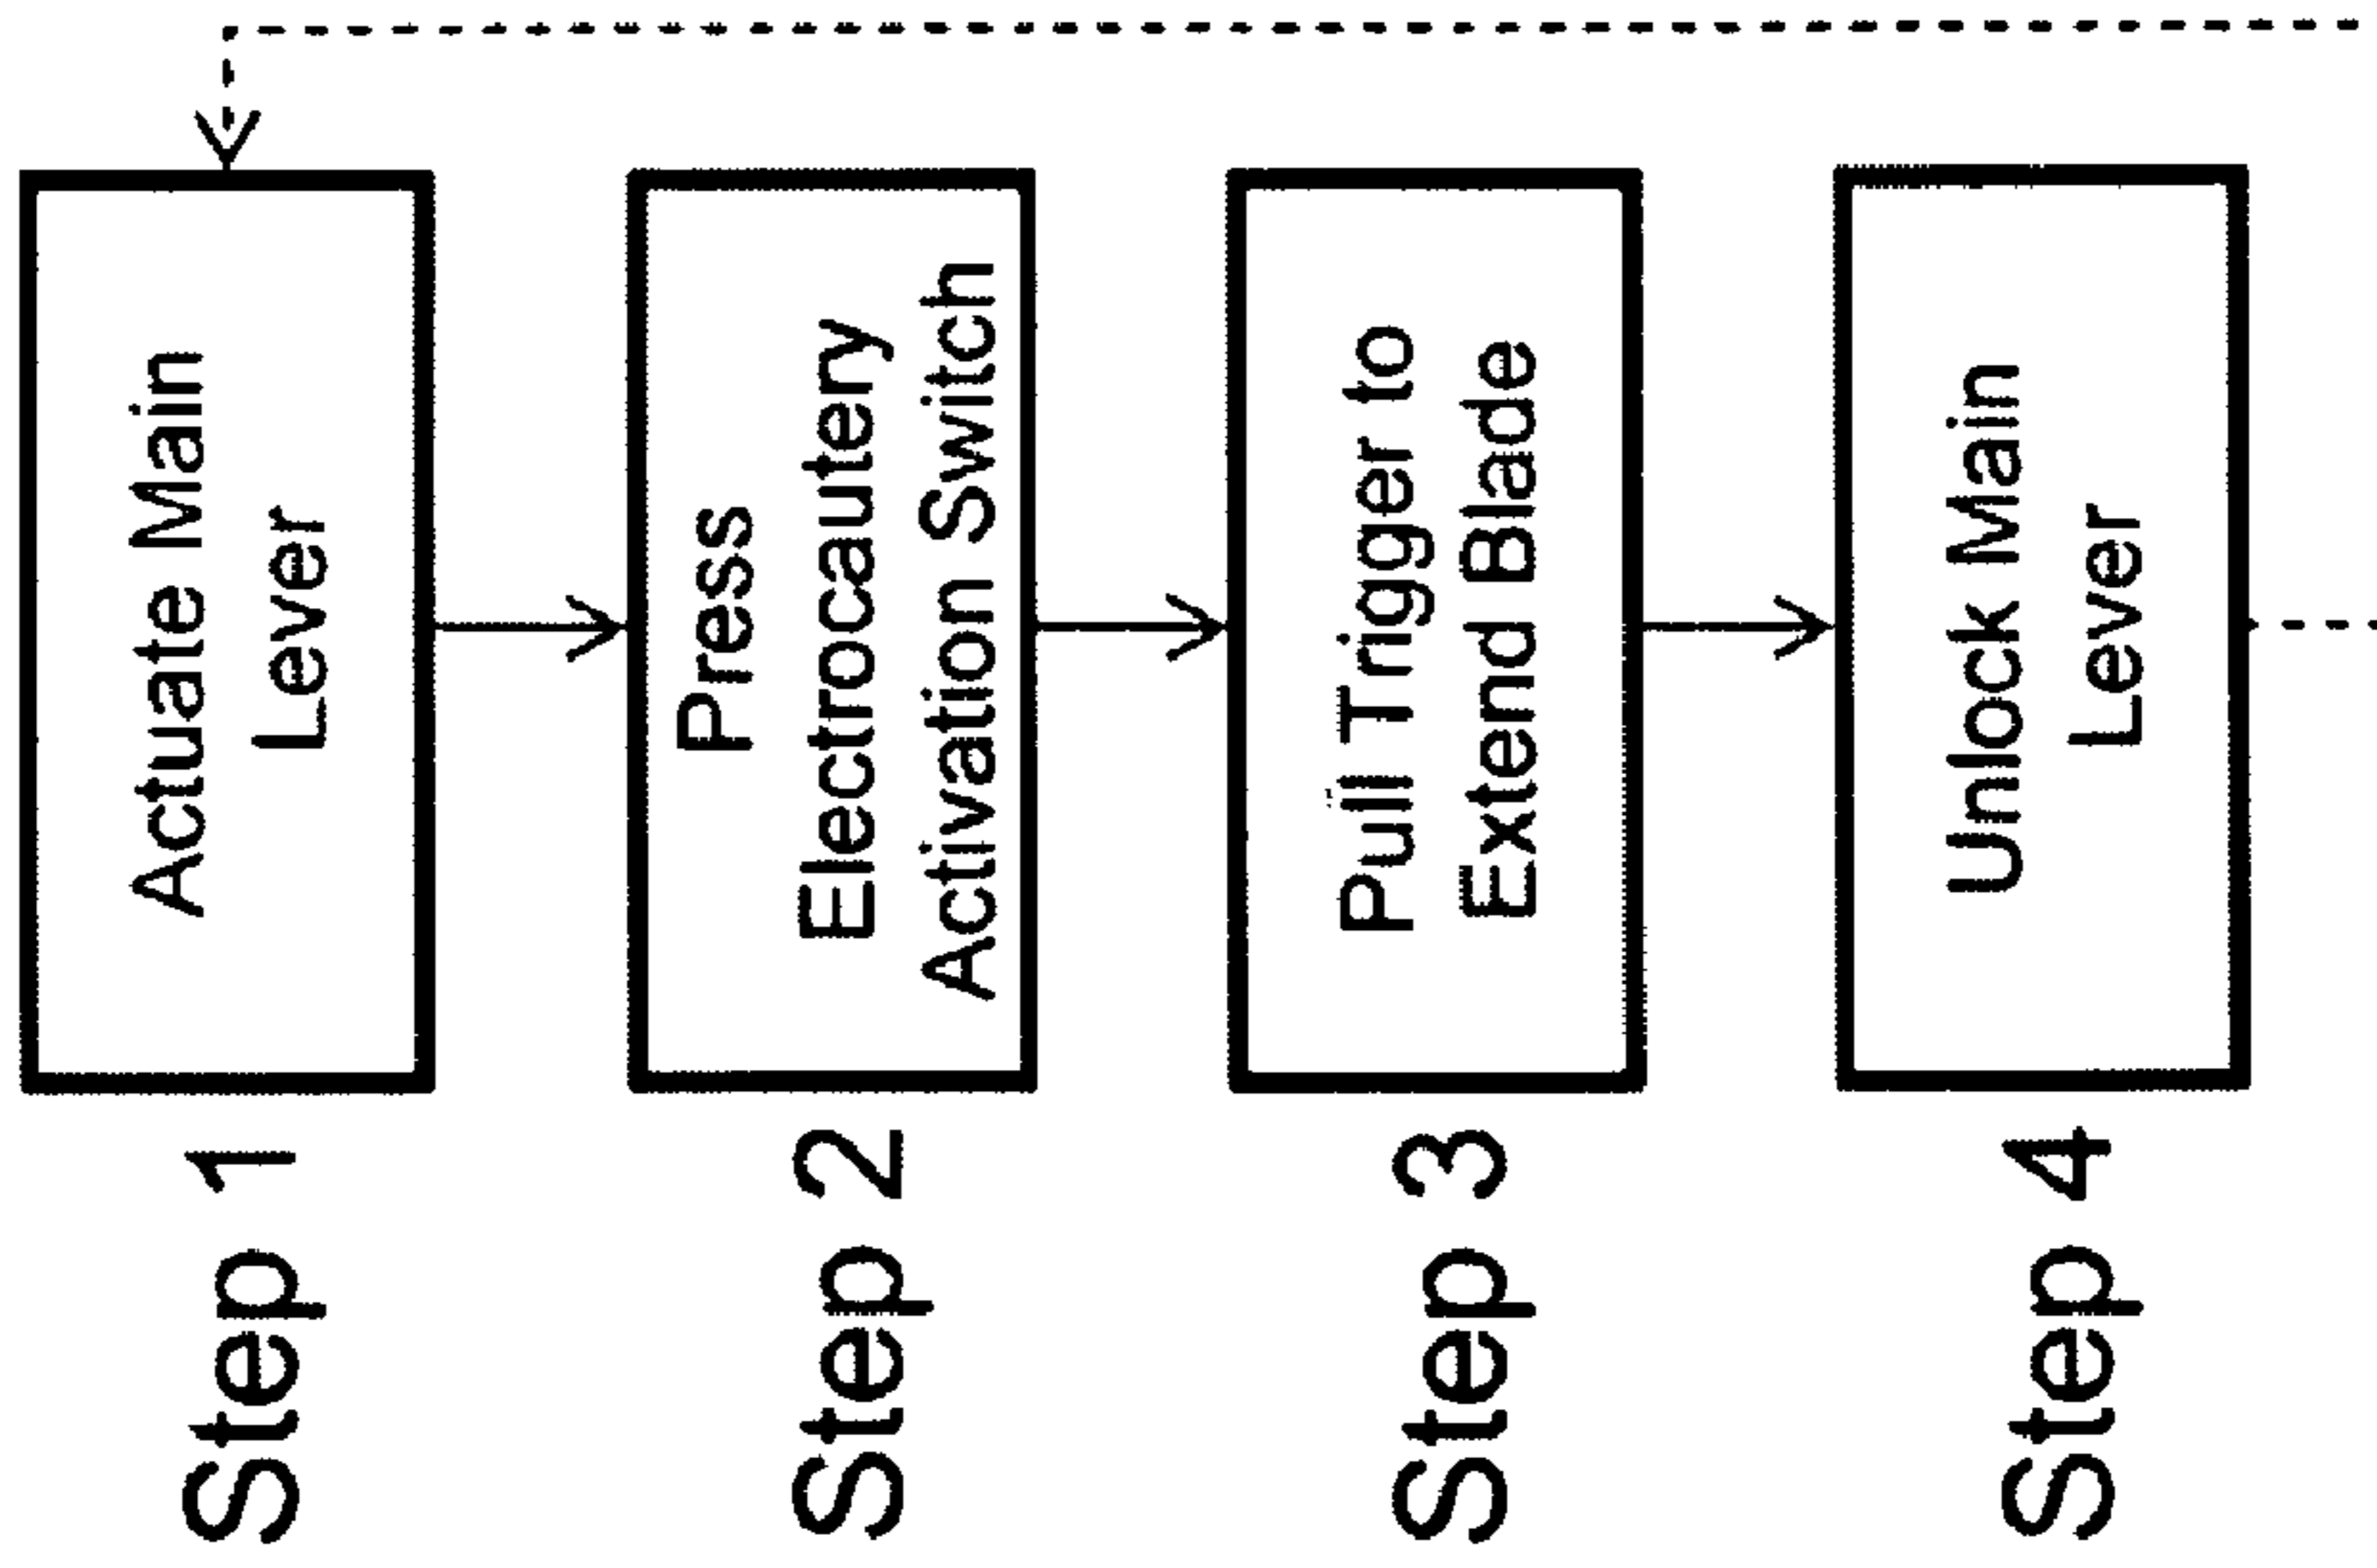 Step 1
Actuate Main
Lever
Step 2
Press
Electrocautery
Activation Switch
Step 3
Pull Trigger to
Extend Blade
Step 4
Unlock Main
Lever